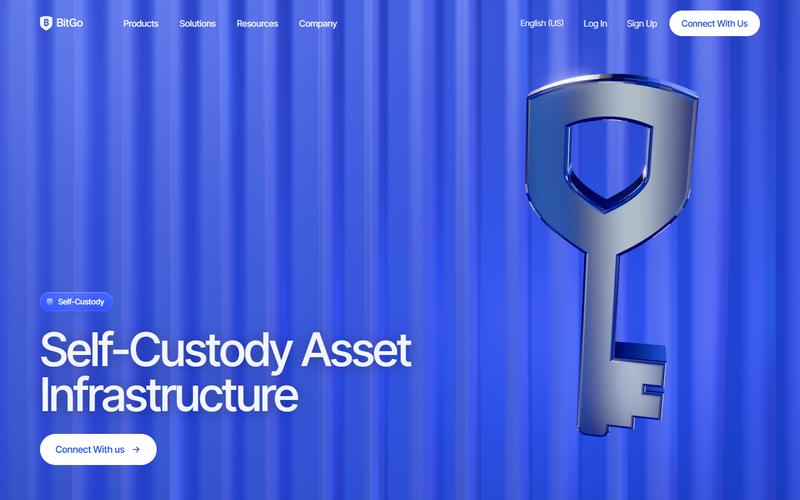 BitGo
Products
Solutions
Resources
Company
English (US)
Log In
Sign Up
Connect With Us
Self-Custody
Self-Custody Asset
Infrastructure
Connect With us →